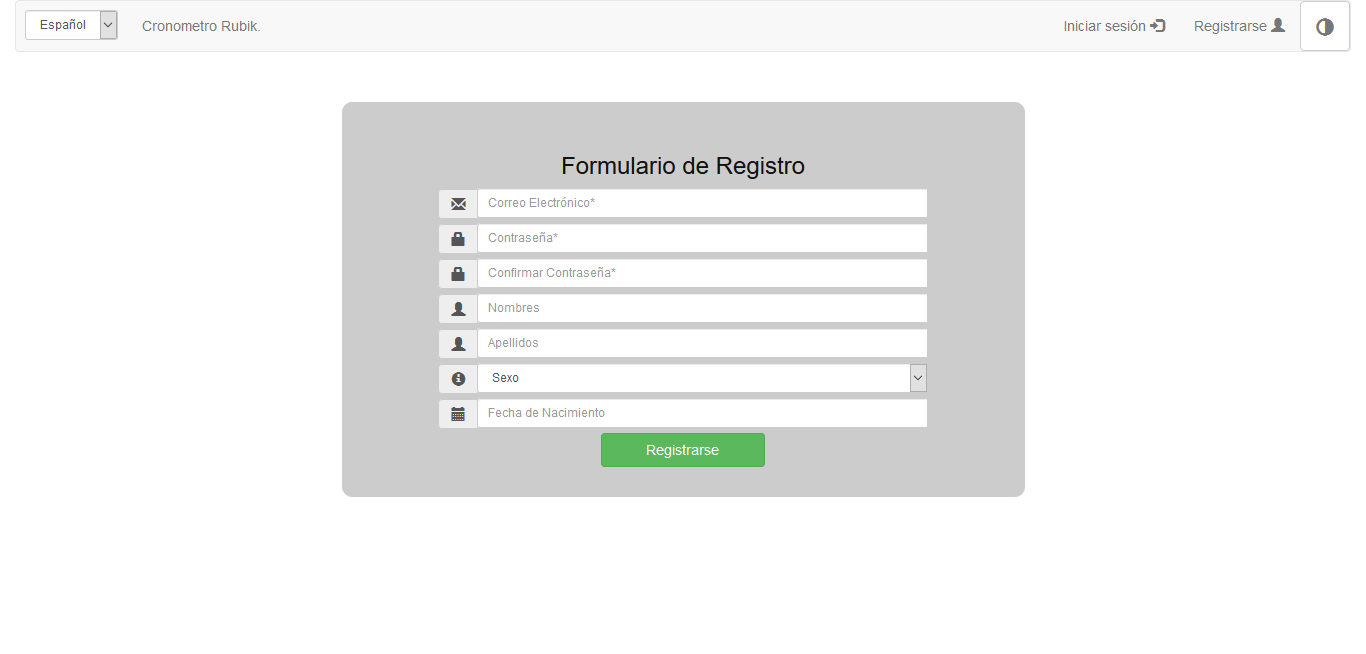 Español Cronometro Rubik. Iniciar sesión Registrarse
Formulario de Registro
Correo Electrónico*
Contraseña*
Confirmar Contraseña*
Nombres
Apellidos
Sexo
Fecha de Nacimiento
Registrarse